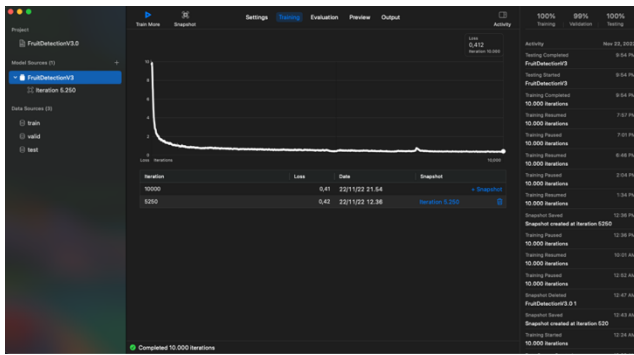 Train More
Snapshot
Settings
Training
Evaluation
Preview
Output
Activity
100%
Training
99%
Validation
100%
Testing
Project
FruitDetectionV3.0
Model Sources (1)
+
FruitDetectionV3
Iteration 5.250
Data Sources (3)
train
valid
test
Loss
0,412
Iteration 10.000
10
8
6
4
2
0
Loss
Iterations
10,000
Iteration
Loss
Date
Snapshot
10000
0,41
22/11/22 21.54
+ Snapshot
5250
0,42
22/11/22 12.36
Iteration 5.250
Completed 10.000 iterations
Activity
Nov 22, 202
Testing Completed
9:54 PM
FruitDetectionV3
Testing Started
9:54 PM
FruitDetectionV3
Training Completed
9:54 PM
10.000 iterations
Training Resumed
7:57 PM
10.000 iterations
Training Paused
7:01 PM
10.000 iterations
Training Resumed
10.000 iterations
Training Paused
2:04 PM
10.000 iterations
Training Resumed
1:34 PM
10.000 iterations
Snapshot Saved
12:36 PM
Snapshot created at iteration 5250
Training Paused
12:36 PM
10.000 iterations
Training Resumed
10:01 AM
10.000 iterations
Training Paused
12:52 AM
10.000 iterations
Snapshot Deleted
12:47 AM
FruitDetectionV3.0 1
Snapshot Saved
12:43 AM
Snapshot created at iteration 520
Training Started
12:34 AM
10.000 iterations